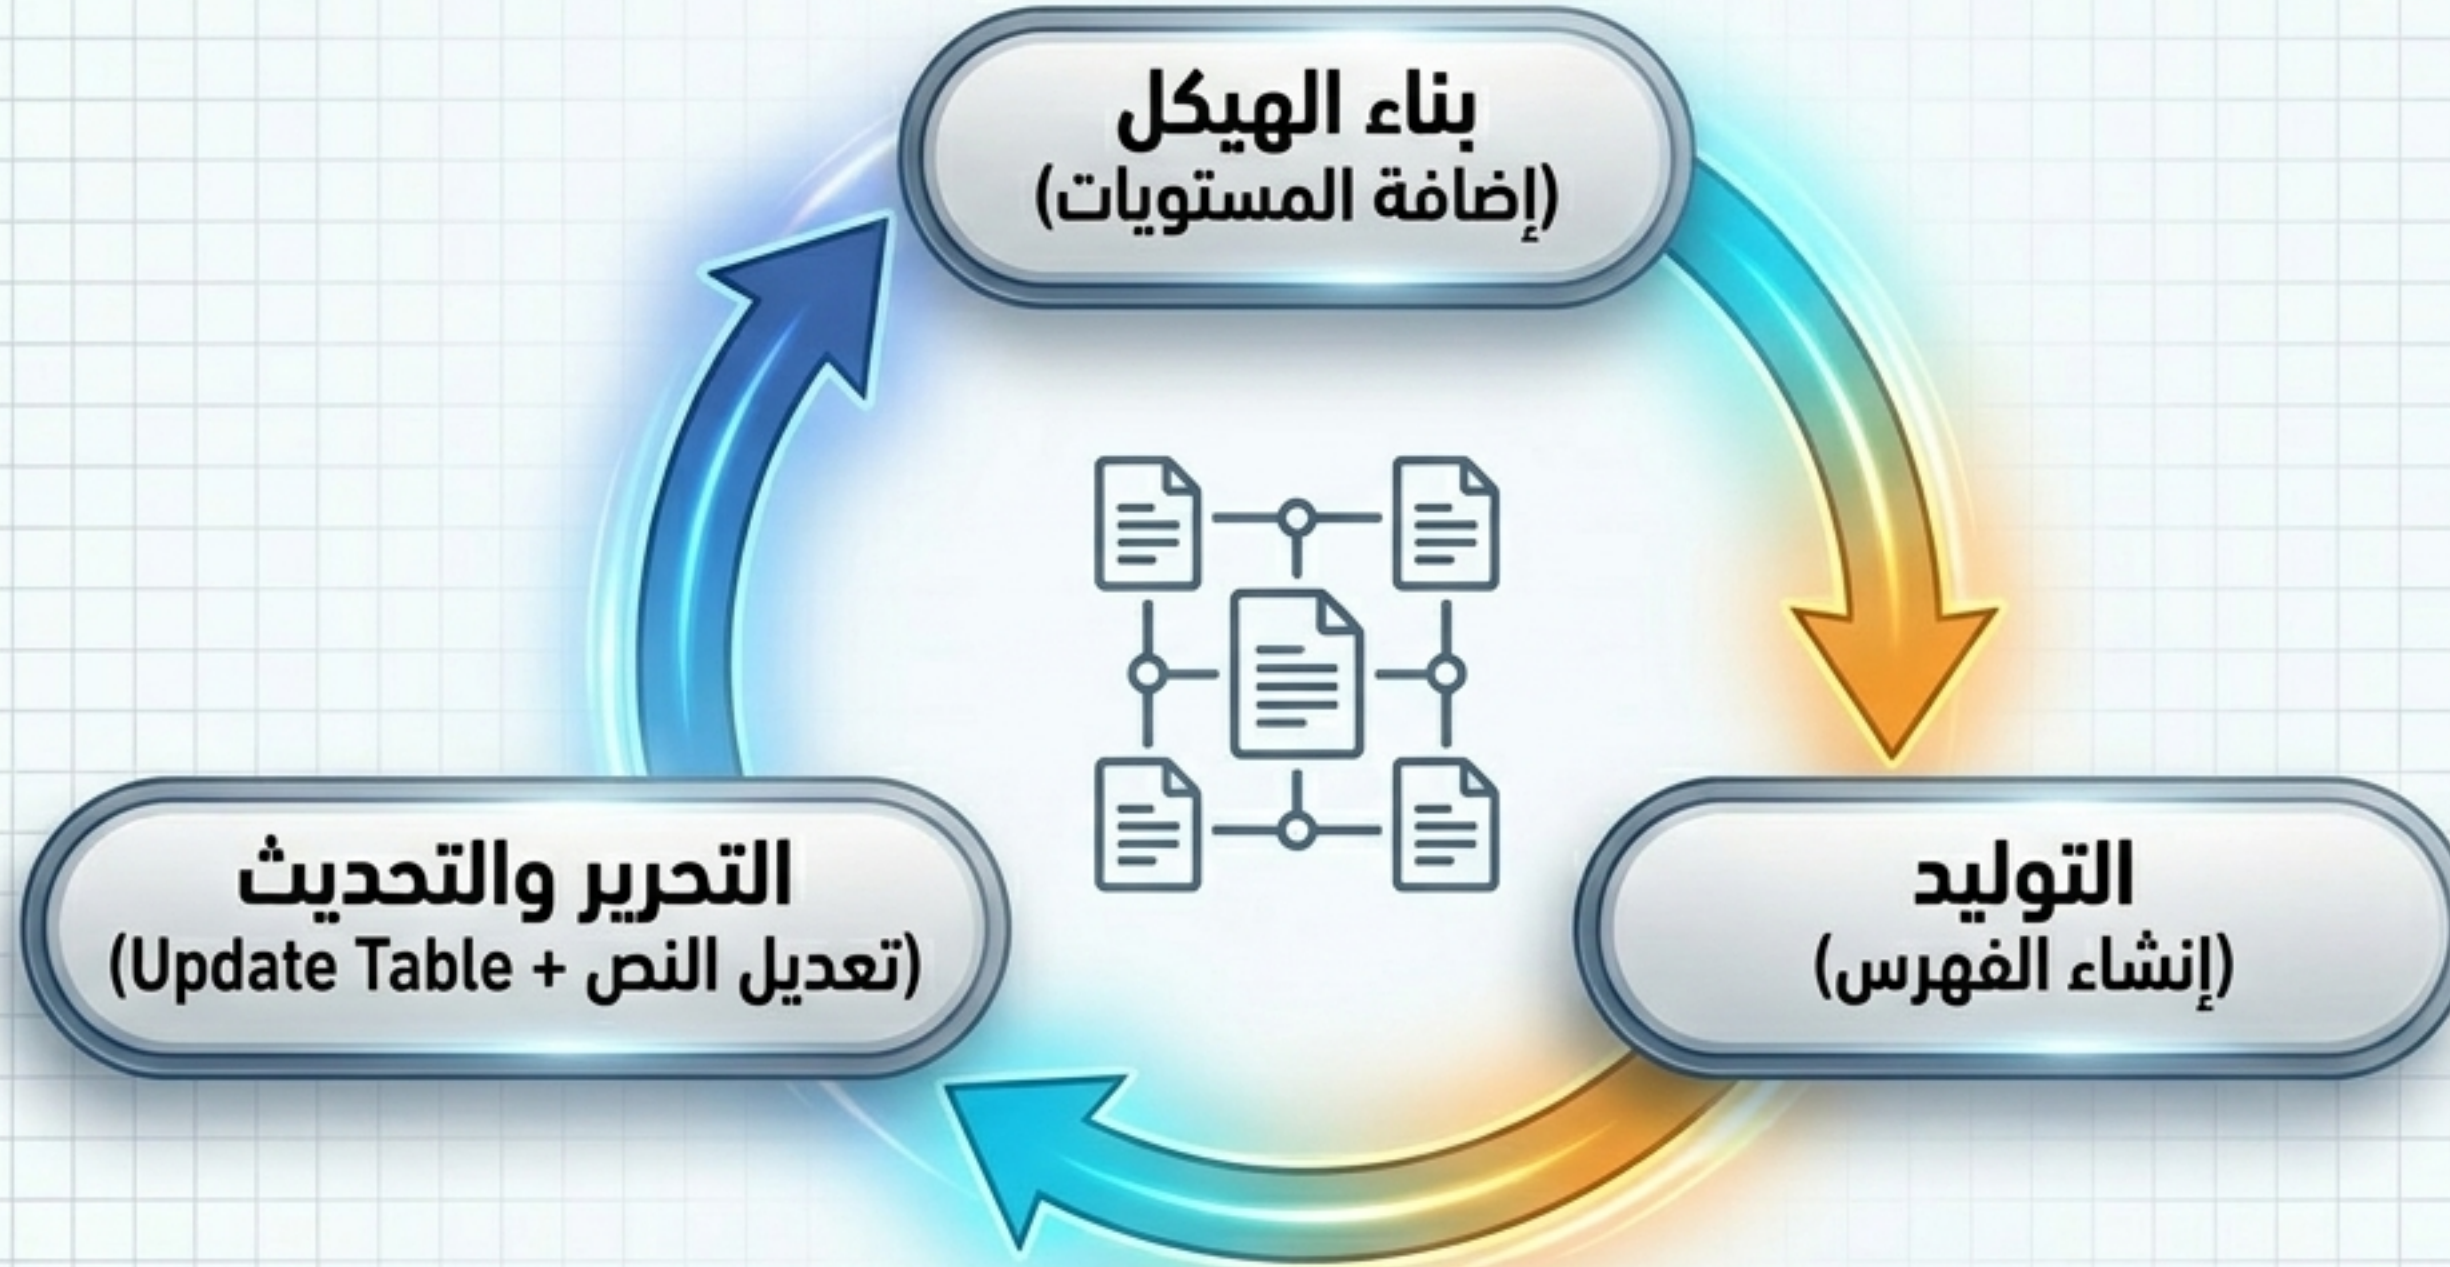 بناء الهيكل
(إضافة المستويات)
التوليد
(إنشاء الفهرس)
التحرير والتحديث
(تعديل النص + Update Table)